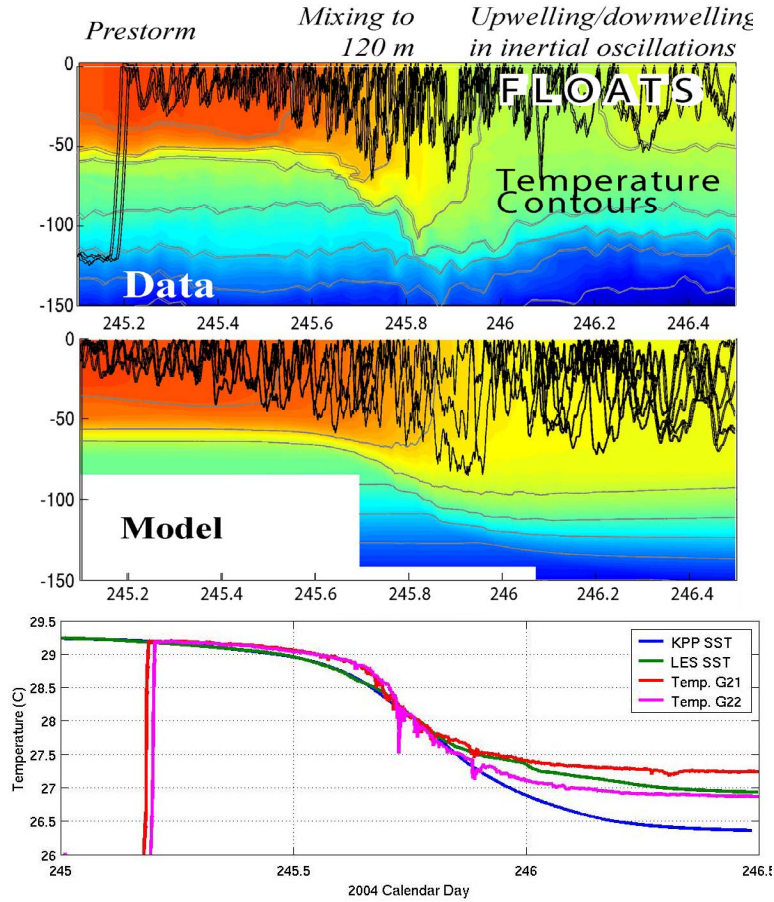 Prestorm
Mixing to
120 m
Upwelling/downwelling
in inertial oscillations
0
-50
-100
-150
FLOATS
Temperature
Contours
Data
245.2
245.4
245.6
245.8
246
246.2
246.4
0
-50
-100
-150
Model
245.2
245.4
245.6
245.8
246
246.2
246.4
29.5
29
28.5
28
27.5
27
26.5
26
Temperature (C)
KPP SST
LES SST
Temp. G21
Temp. G22
245
245.5
246
246.5
2004 Calendar Day